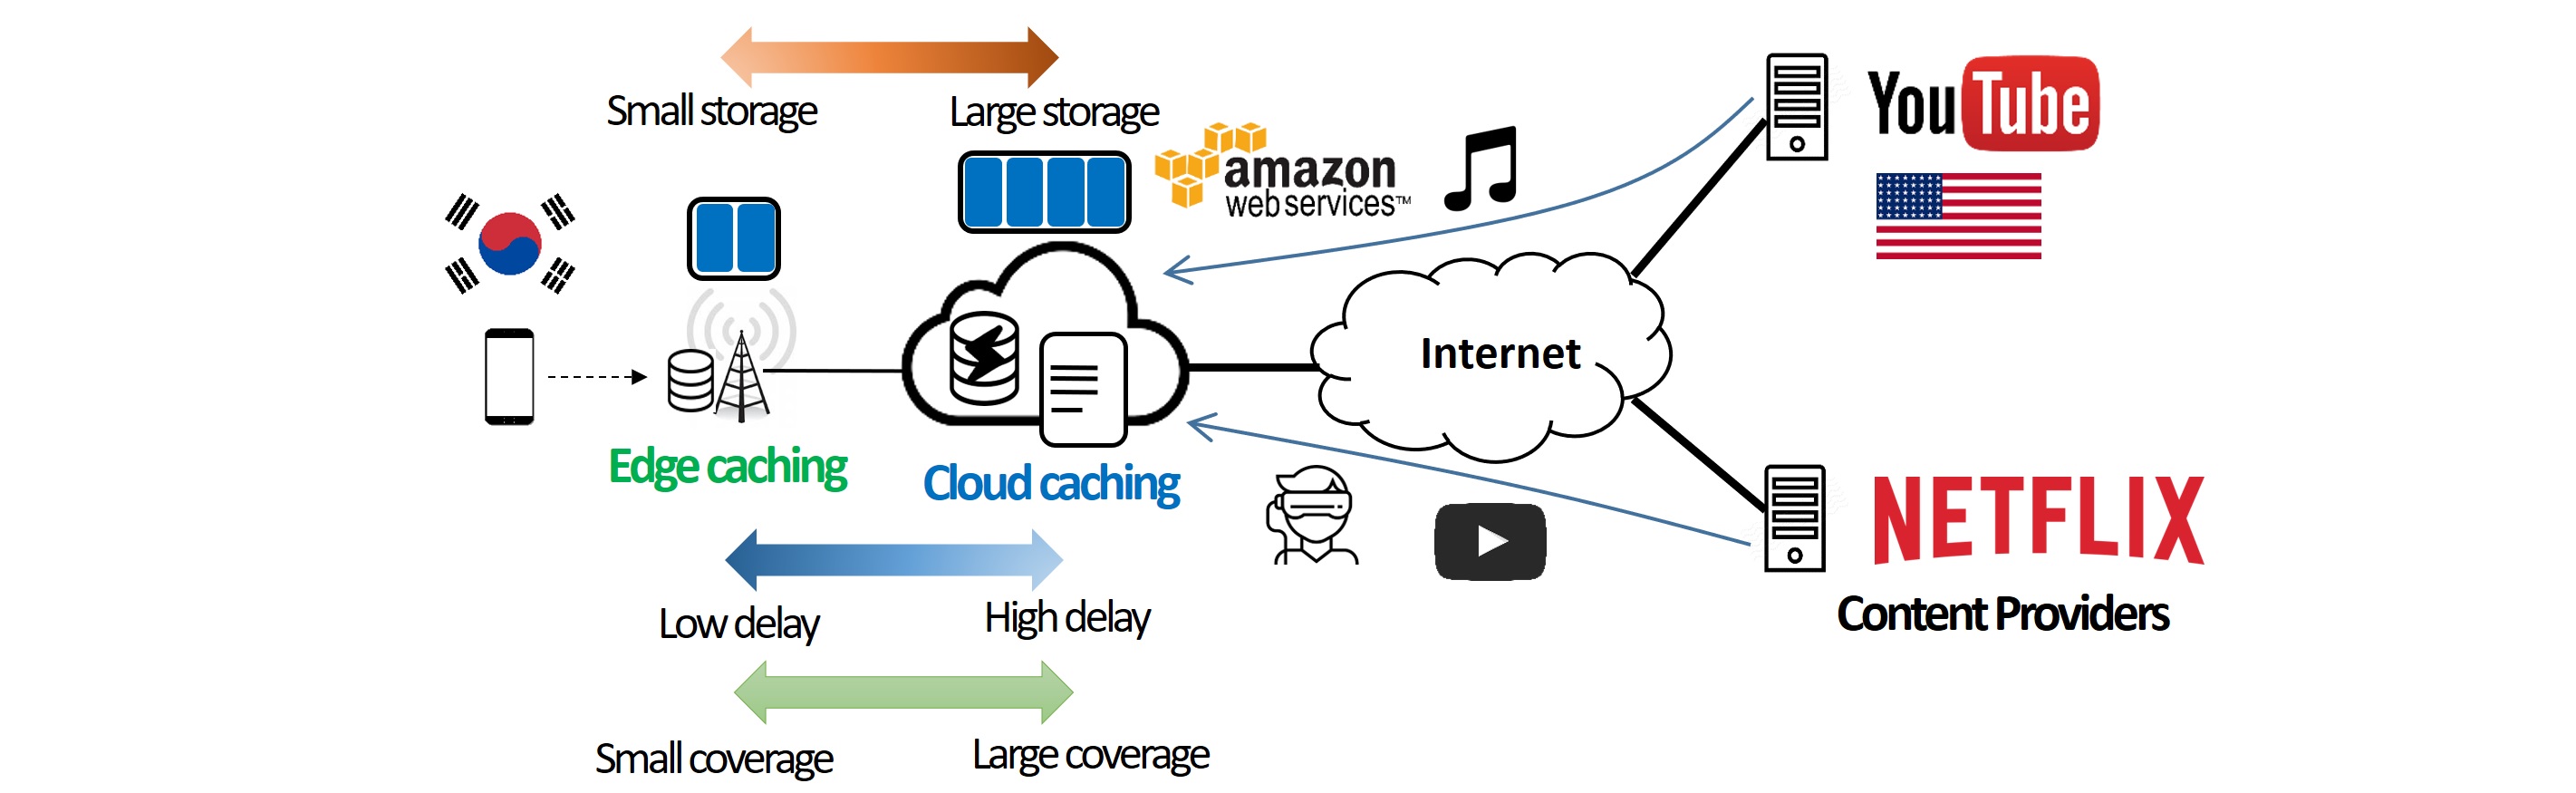 Small storage
Large storage
amazon
web services™
YouTube
Internet
Edge caching
Cloud caching
NETFLIX
Content Providers
Low delay
High delay
Small coverage
Large coverage